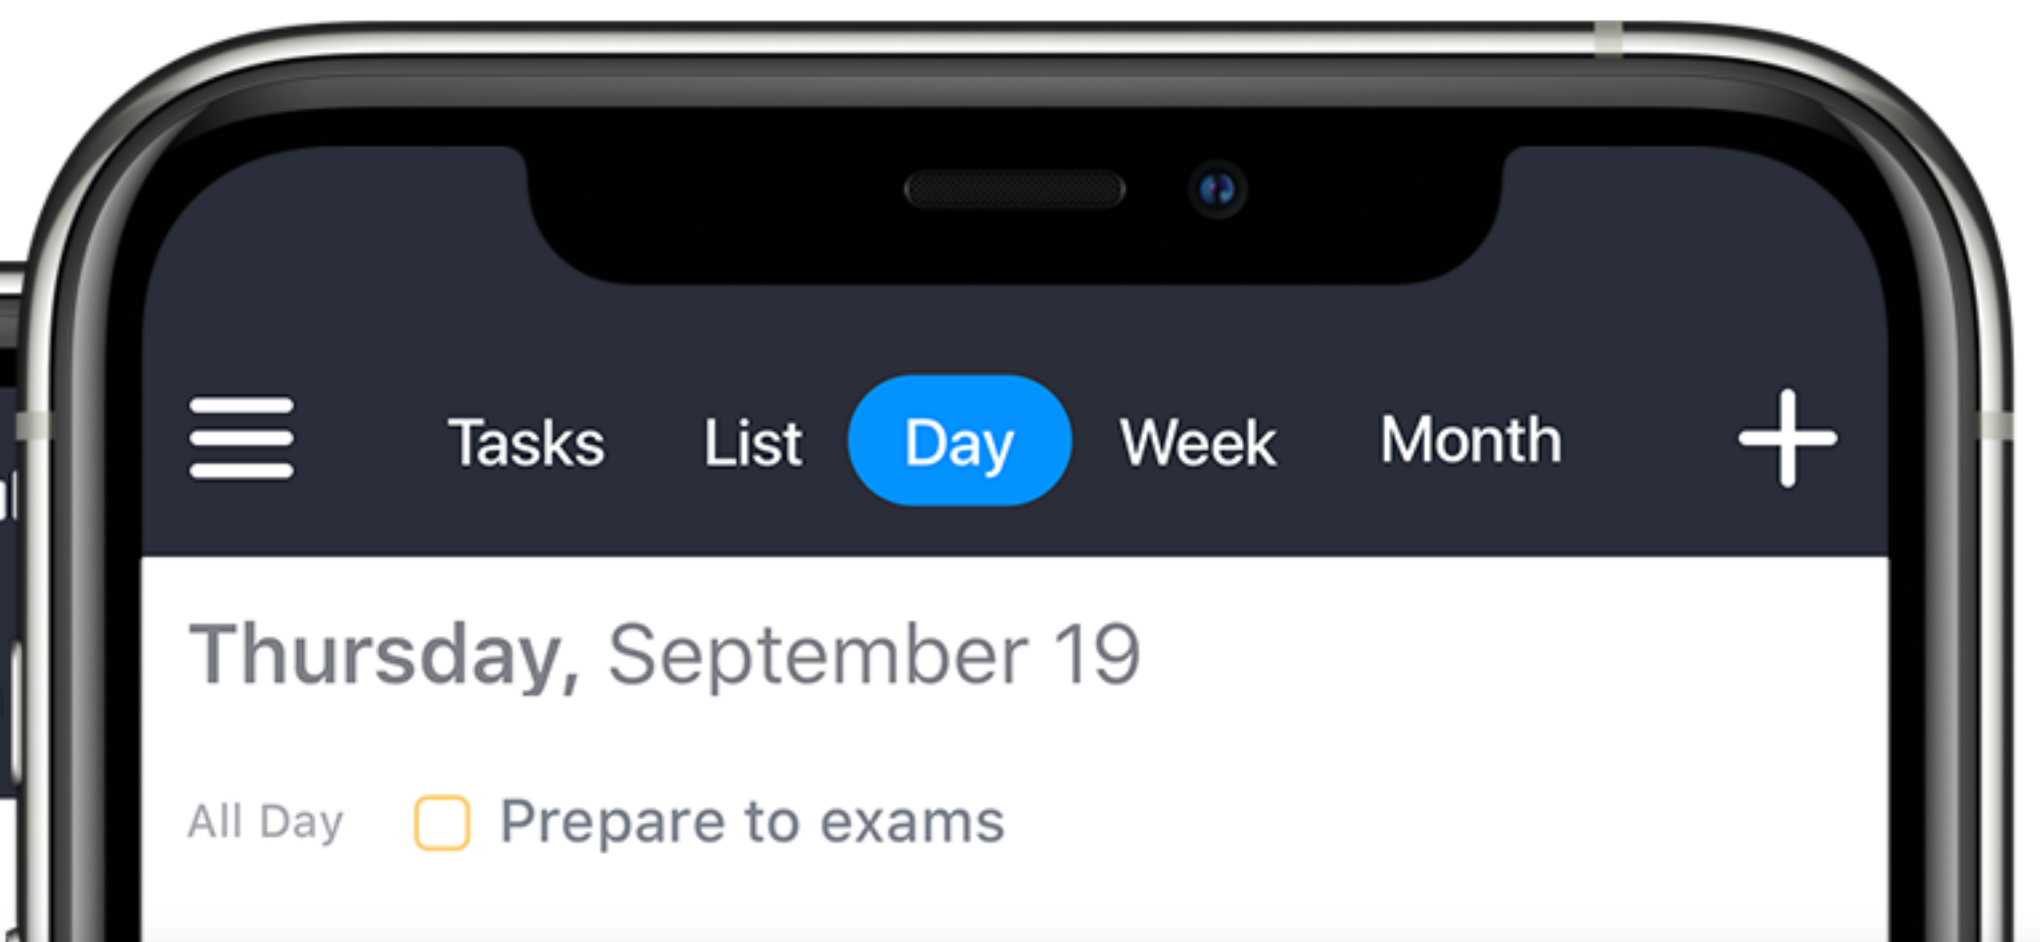 Tasks List Day Week Month
Thursday, September 19
All Day Prepare to exams